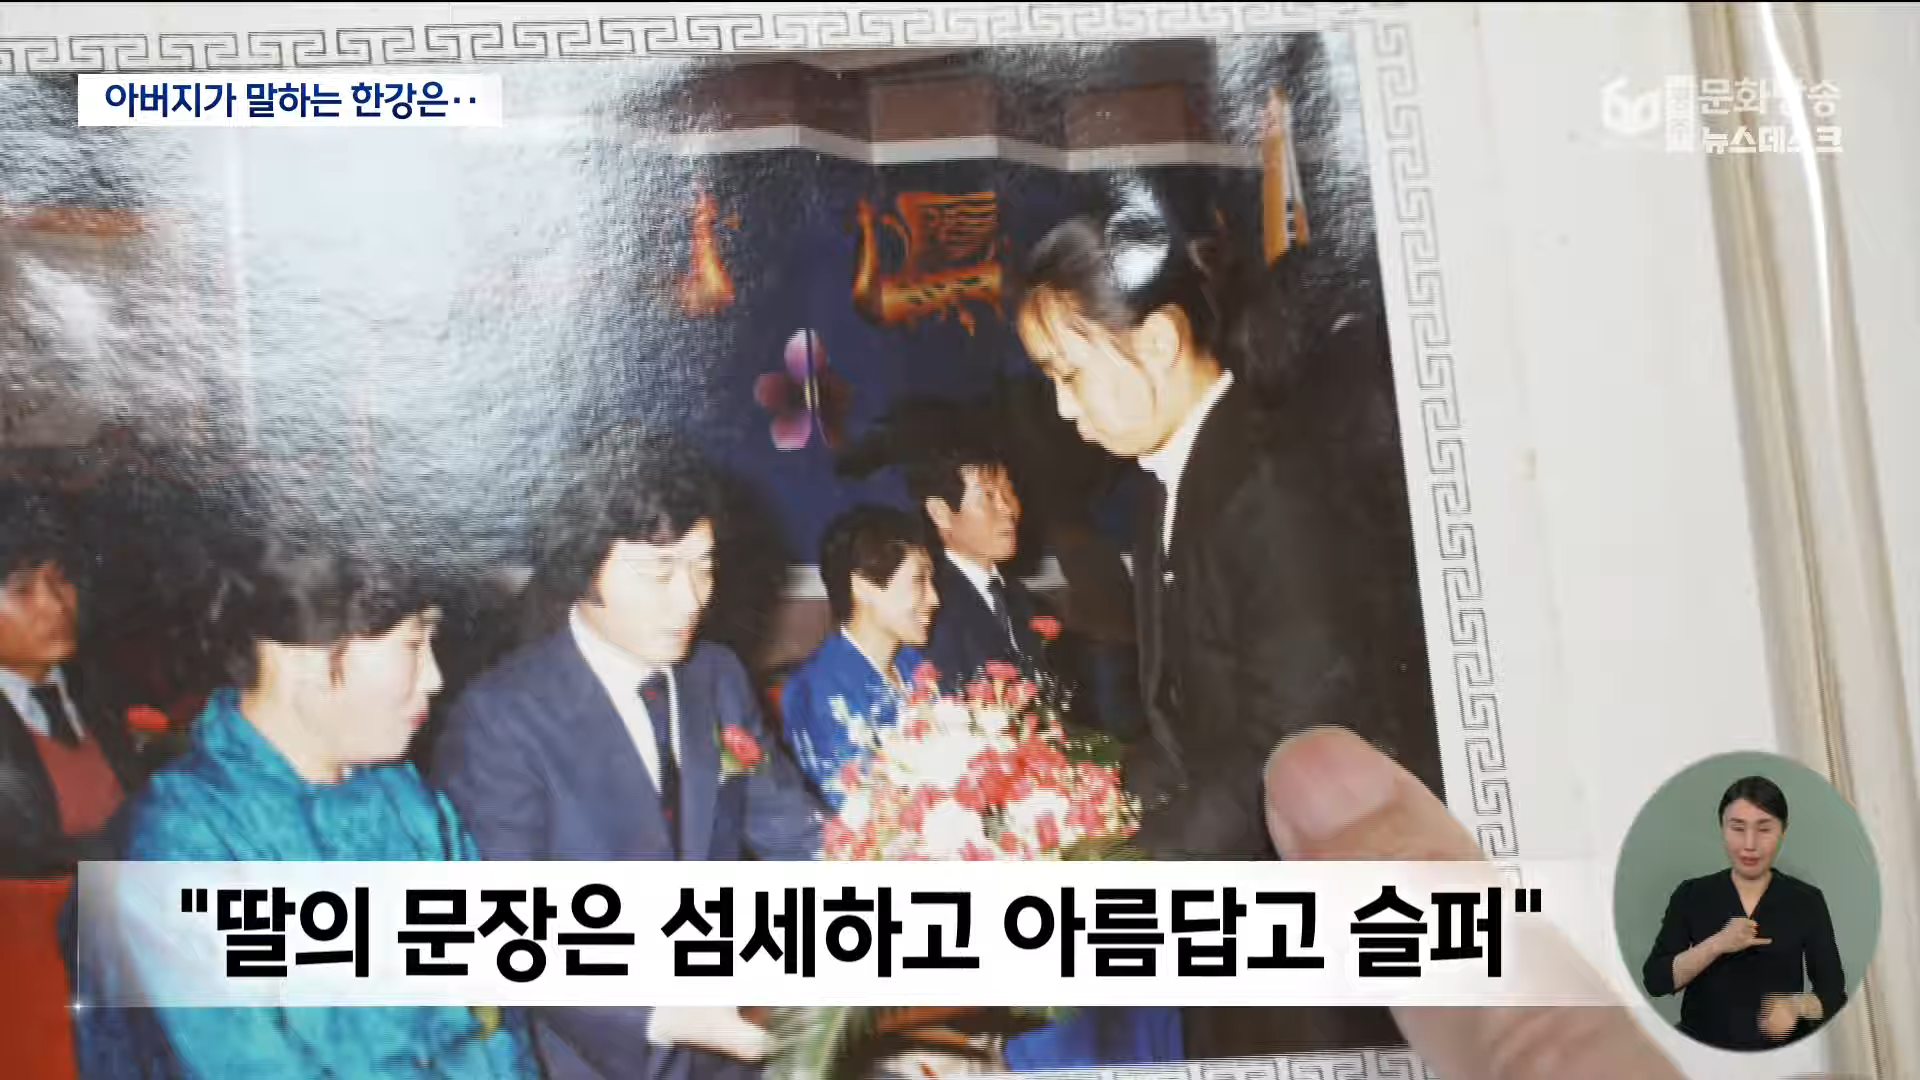 아버지가 말하는 한강은··
문화방송
뉴스데스크
"딸의 문장은 섬세하고 아름답고 슬퍼"